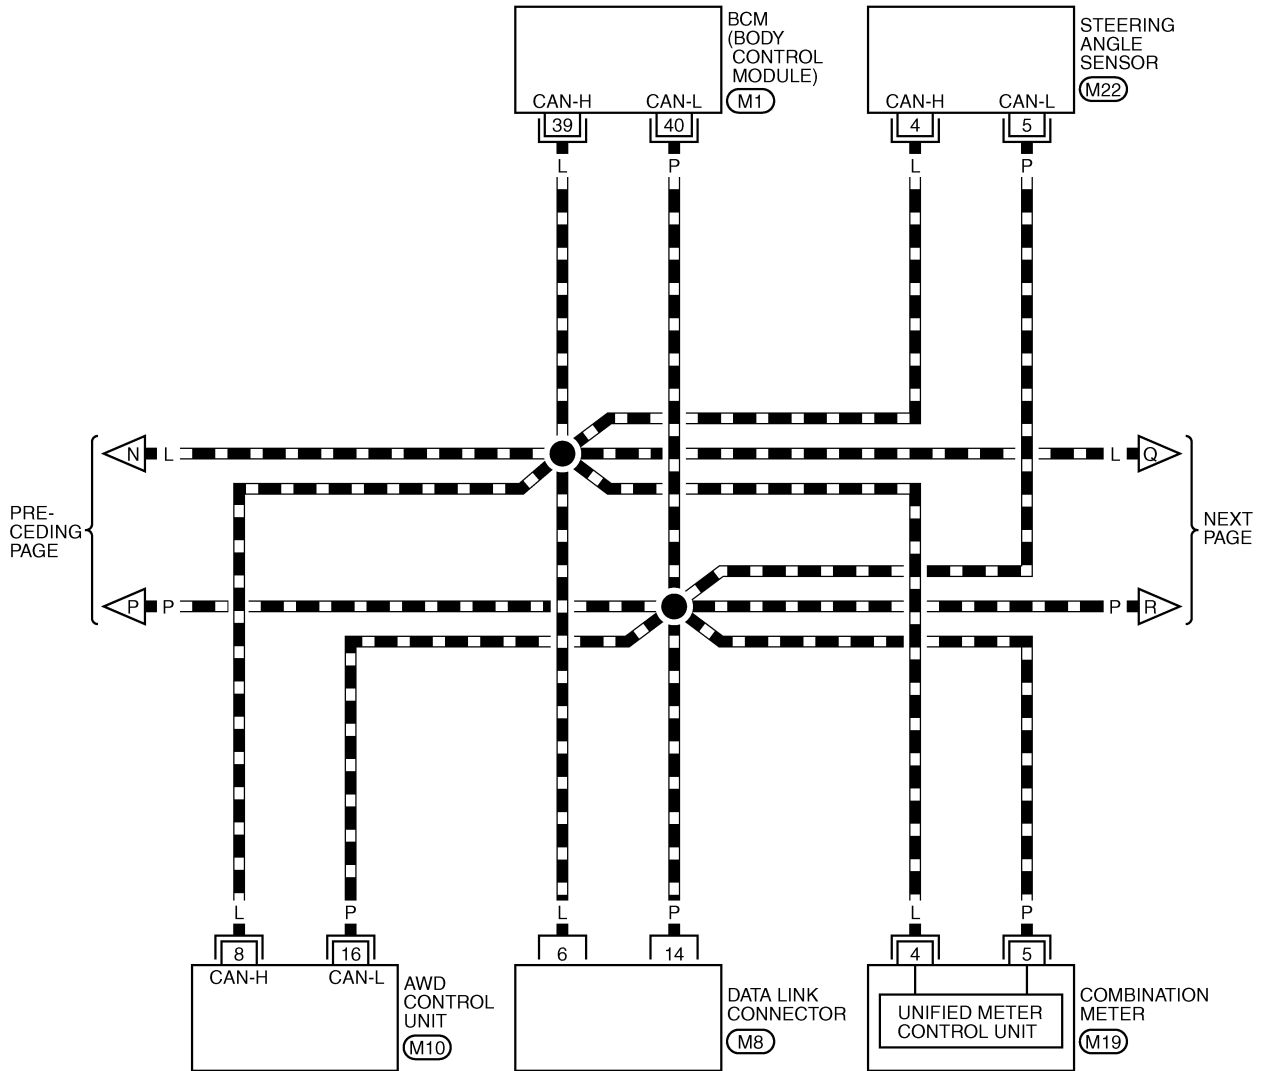 BCM
(BODY
CONTROL
MODULE)
M1
CAN-H
CAN-L
39
40
L
P
STEERING
ANGLE
SENSOR
M22
CAN-H
CAN-L
4
5
L
P
PRE-
CEDING
PAGE
N
L
P
P
L
Q
P
R
NEXT
PAGE
L
P
8
16
CAN-H
CAN-L
AWD
CONTROL
UNIT
M10
L
P
6
14
DATA LINK
CONNECTOR
M8
L
P
4
5
UNIFIED METER
CONTROL UNIT
COMBINATION
METER
M19